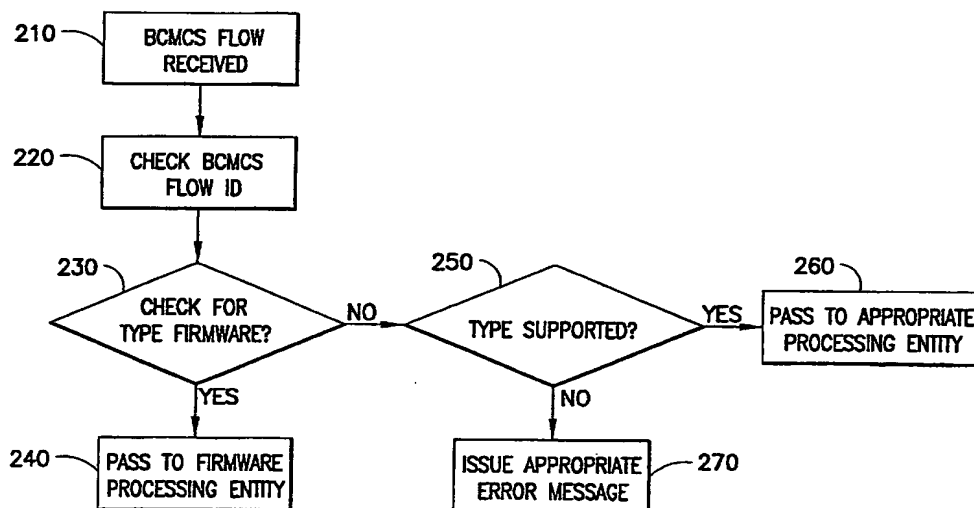 210
BCMCS FLOW
RECEIVED
220
CHECK BCMCS
FLOW ID
230
CHECK FOR
TYPE FIRMWARE?
NO
YES
250
TYPE SUPPORTED?
YES
NO
260
PASS TO APPROPRIATE
PROCESSING ENTITY
240
PASS TO FIRMWARE
PROCESSING ENTITY
ISSUE APPROPRIATE
ERROR MESSAGE
270